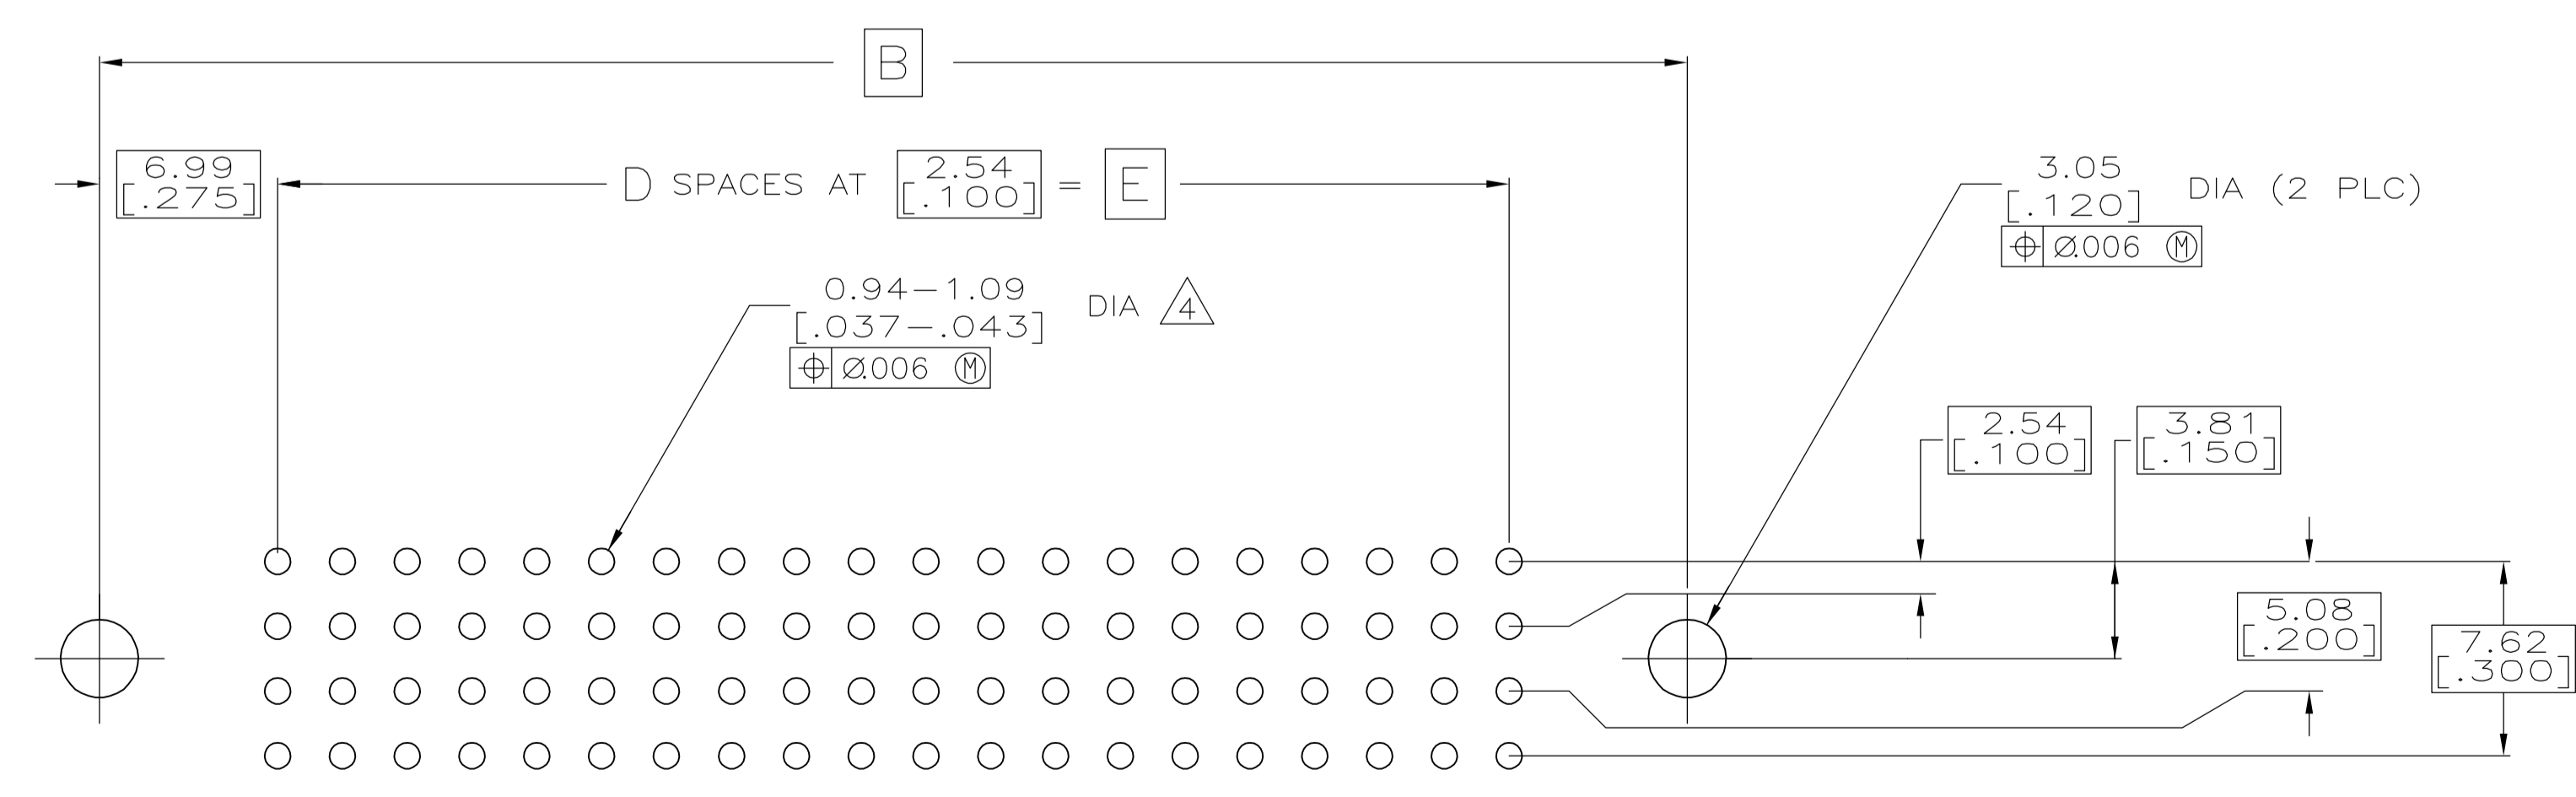 B
6.99
[.275]
D SPACES AT 2.54 = E
[.100]
3.05 DIA (2 PLC)
[.120]
⌖ Ø.006 Ⓜ
0.94-1.09 DIA 4
[.037-.043]
⌖ Ø.006 Ⓜ
2.54
[.100]
3.81
[.150]
5.08
[.200]
7.62
[.300]